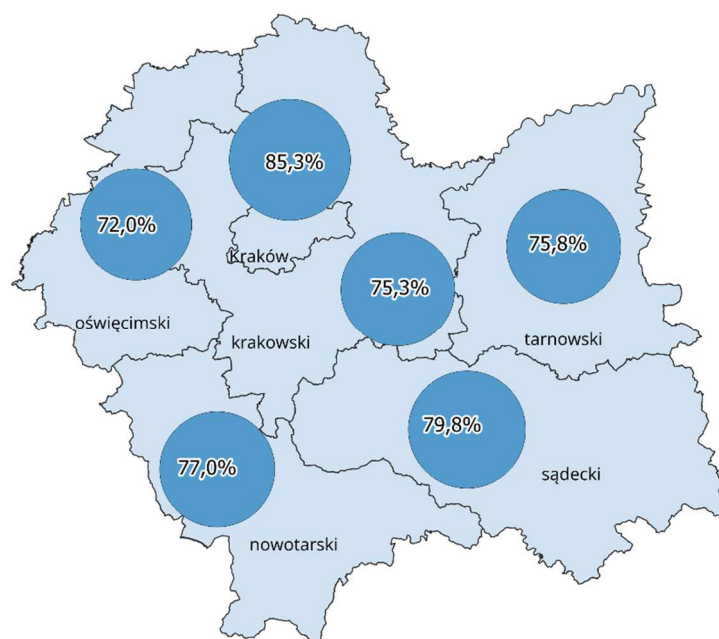 85,3%
72,0%
75,8%
Kraków
75,3%
oświęcimski
krakowski
tarnowski
79,8%
77,0%
sądecki
nowotarski